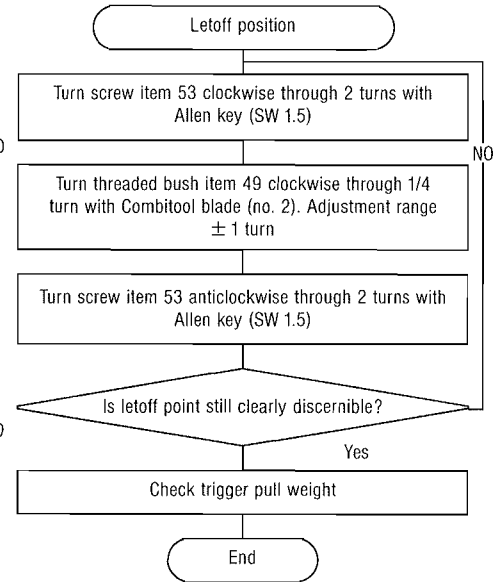 Letoff position
Turn screw item 53 clockwise through 2 turns with
Allen key (SW 1.5)
NO
Turn threaded bush item 49 clockwise through 1/4
turn with Combitool blade (no. 2). Adjustment range
± 1 turn
Turn screw item 53 anticlockwise through 2 turns with
Allen key (SW 1.5)
Is letoff point still clearly discernible?
Yes
Check trigger pull weight
End